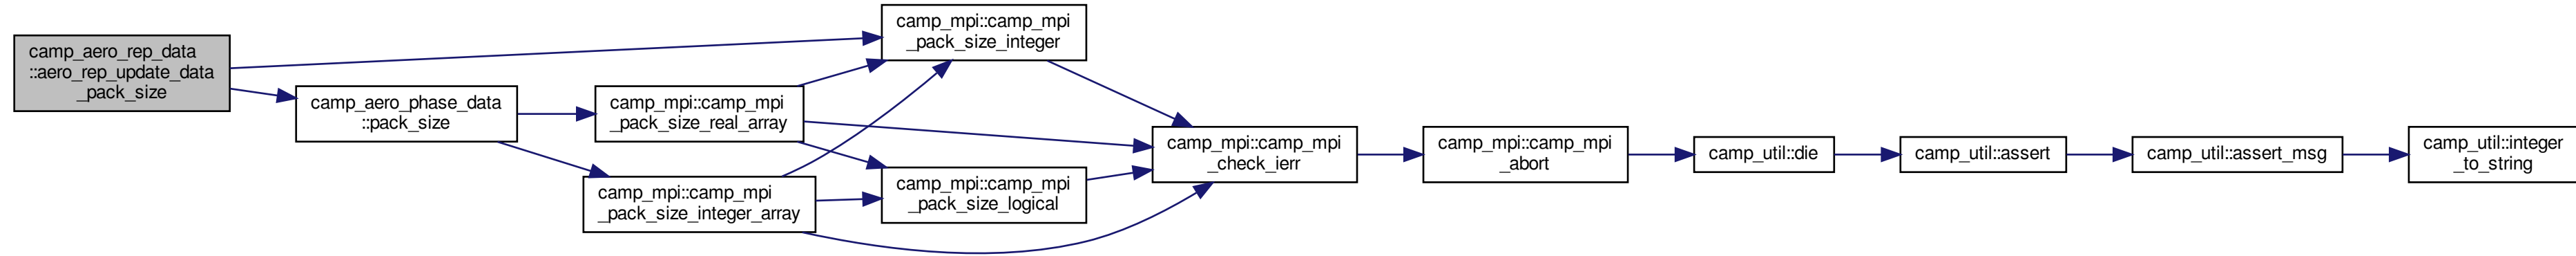 camp_aero_rep_data
::aero_rep_update_data
_pack_size
camp_aero_phase_data
::pack_size
camp_mpi::camp_mpi
_pack_size_real_array
camp_mpi::camp_mpi
_pack_size_integer_array
camp_mpi::camp_mpi
_pack_size_integer
camp_mpi::camp_mpi
_pack_size_logical
camp_mpi::camp_mpi
_check_ierr
camp_mpi::camp_mpi
_abort
camp_util::die
camp_util::assert
camp_util::assert_msg
camp_util::integer
_to_string